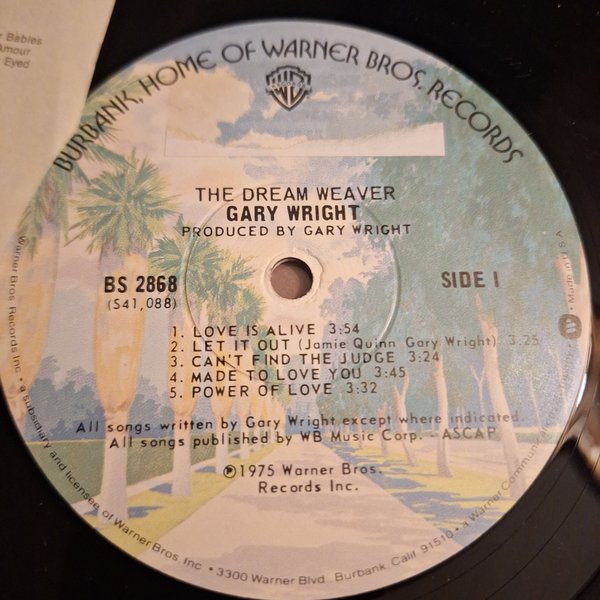 Babies
Amour
Eyed
BURBANK, HOME OF WARNER BROS. RECORDS
THE DREAM WEAVER
GARY WRIGHT
PRODUCED BY GARY WRIGHT
BS 2868
SIDE 1
(S41,088)
1. LOVE IS ALIVE 3:54
2. LET IT OUT (Jamie Quinn Gary Wright) 3:25
3. CAN'T FIND THE JUDGE 3:24
4. MADE TO LOVE YOU 3:45
5. POWER OF LOVE 3:32
All songs written by Gary Wright except where indicated.
All songs published by WB Music Corp. - ASCAP
℗1975 Warner Bros.
Records Inc.
Warner Bros. Records Inc. • a subsidiary and licensee of Warner Bros. Inc. • 3300 Warner Blvd., Burbank, Calif. 91510 • a Warner Communications
Made in U.S.A.